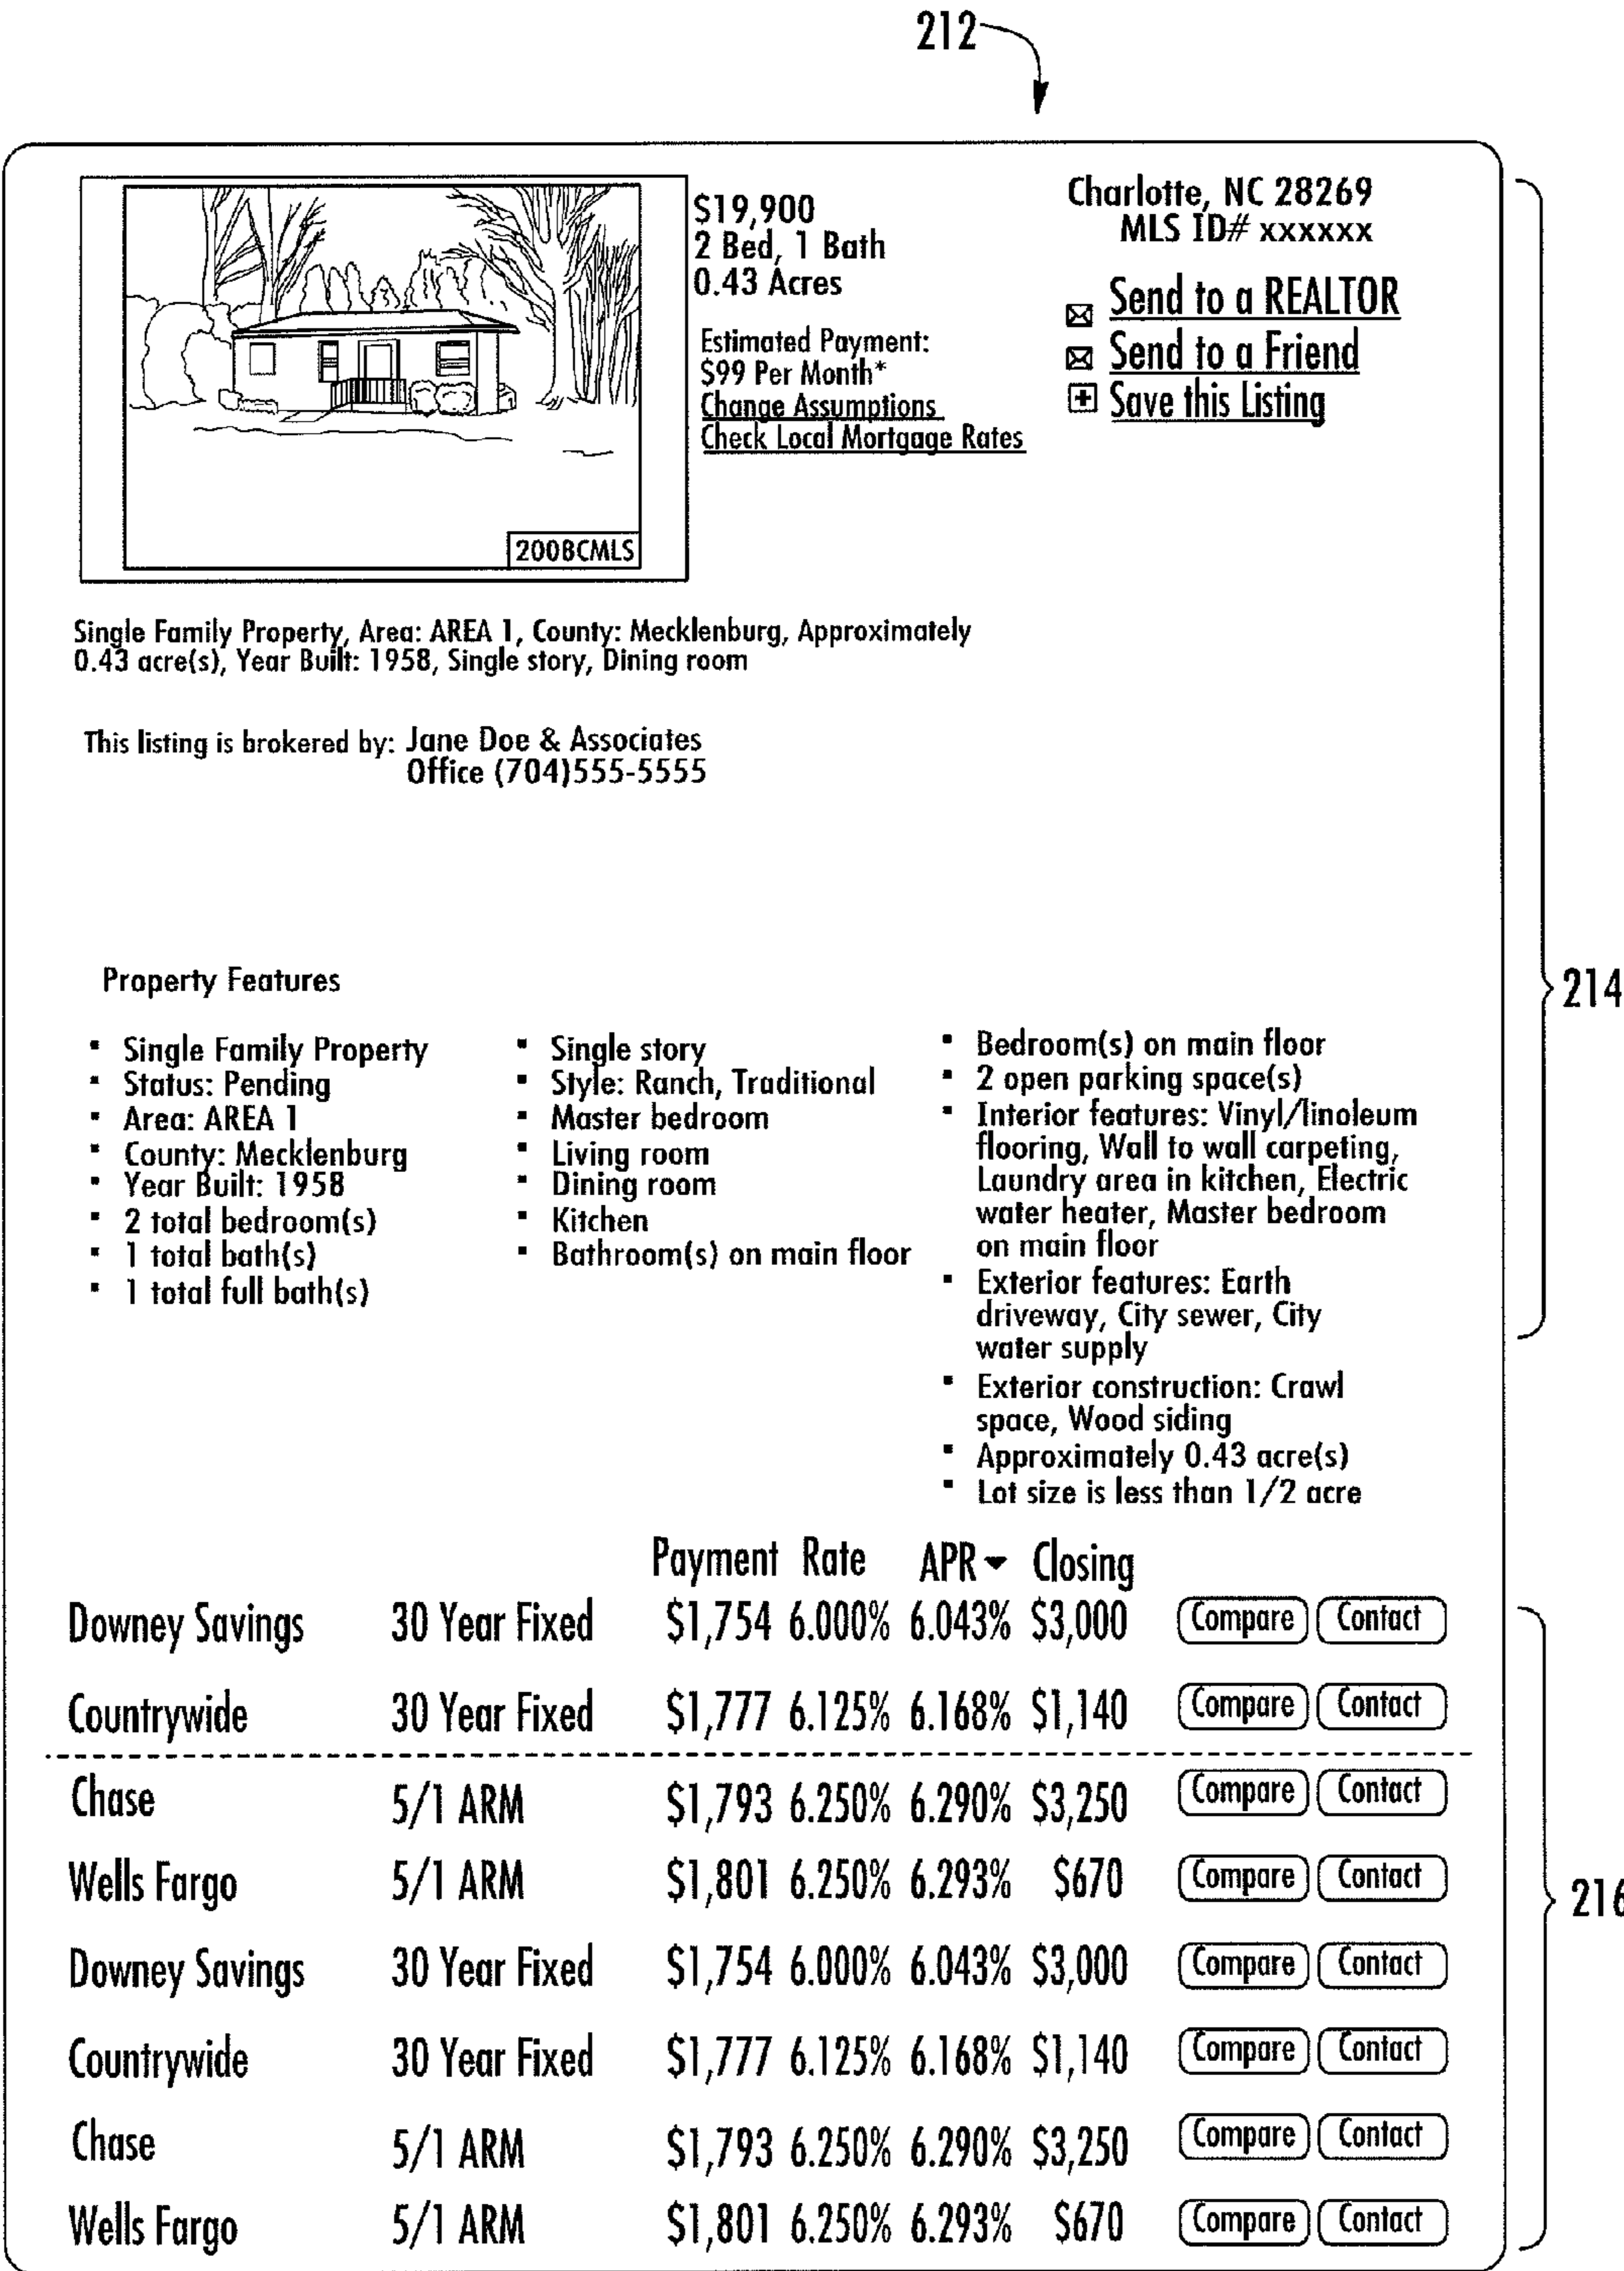 212
$19,900
2 Bed, 1 Bath
0.43 Acres
Estimated Payment:
$99 Per Month*
Change Assumptions
Check Local Mortgage Rates
Charlotte, NC 28269
MLS ID# xxxxxx
Send to a REALTOR
Send to a Friend
Save this Listing
2008CMLS
Single Family Property, Area: AREA 1, County: Mecklenburg, Approximately
0.43 acre(s), Year Built: 1958, Single story, Dining room
This listing is brokered by: Jane Doe & Associates
Office (704)555-5555
214
Property Features
▪ Single Family Property
▪ Status: Pending
▪ Area: AREA 1
▪ County: Mecklenburg
▪ Year Built: 1958
▪ 2 total bedroom(s)
▪ 1 total bath(s)
▪ 1 total full bath(s)
▪ Single story
▪ Style: Ranch, Traditional
▪ Master bedroom
▪ Living room
▪ Dining room
▪ Kitchen
▪ Bathroom(s) on main floor
▪ Bedroom(s) on main floor
▪ 2 open parking space(s)
▪ Interior features: Vinyl/linoleum
flooring, Wall to wall carpeting,
Laundry area in kitchen, Electric
water heater, Master bedroom
on main floor
▪ Exterior features: Earth
driveway, City sewer, City
water supply
▪ Exterior construction: Crawl
space, Wood siding
▪ Approximately 0.43 acre(s)
▪ Lot size is less than 1/2 acre
Payment Rate APR Closing
Downey Savings 30 Year Fixed $1,754 6.000% 6.043% $3,000 Compare Contact
Countrywide 30 Year Fixed $1,777 6.125% 6.168% $1,140 Compare Contact
Chase 5/1 ARM $1,793 6.250% 6.290% $3,250 Compare Contact
Wells Fargo 5/1 ARM $1,801 6.250% 6.293% $670 Compare Contact
216
Downey Savings 30 Year Fixed $1,754 6.000% 6.043% $3,000 Compare Contact
Countrywide 30 Year Fixed $1,777 6.125% 6.168% $1,140 Compare Contact
Chase 5/1 ARM $1,793 6.250% 6.290% $3,250 Compare Contact
Wells Fargo 5/1 ARM $1,801 6.250% 6.293% $670 Compare Contact